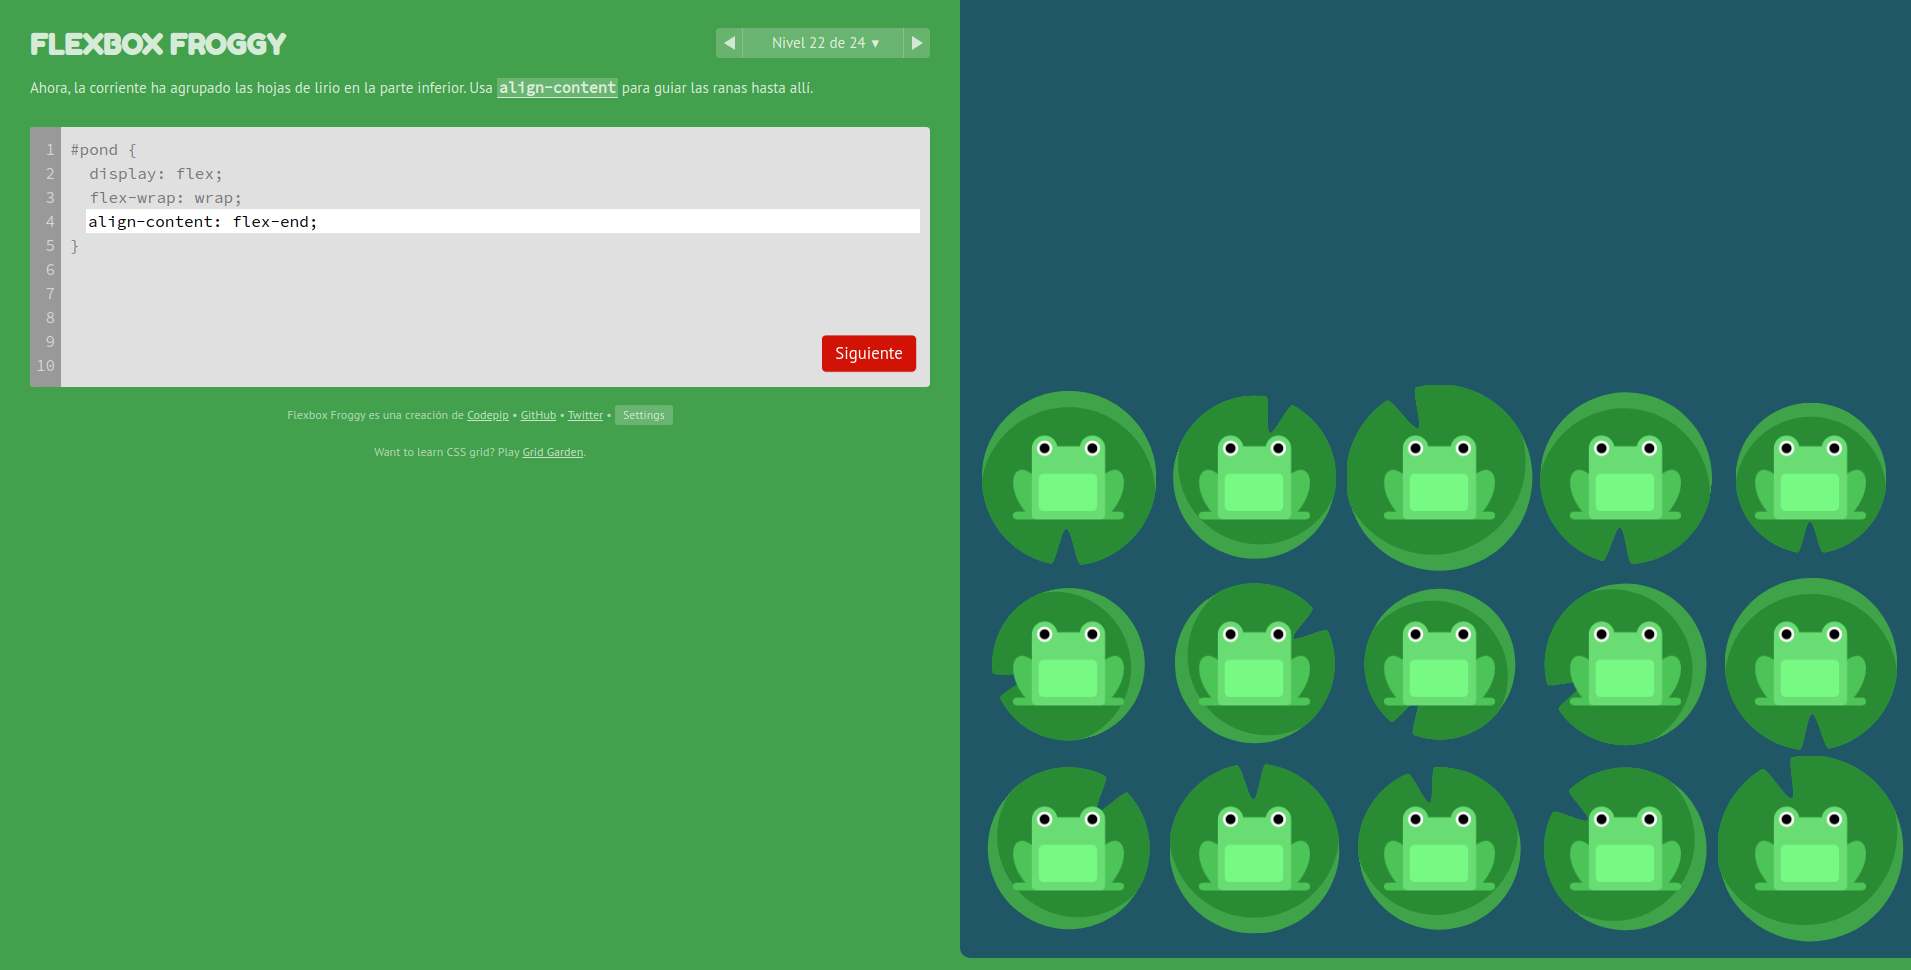 FLEXBOX FROGGY
◀ Nivel 22 de 24 ▾ ▶
Ahora, la corriente ha agrupado las hojas de lirio en la parte inferior. Usa align-content para guiar las ranas hasta allí.
1 #pond {
2 display: flex;
3 flex-wrap: wrap;
4 align-content: flex-end;
5 }
6
7
8
9
10
Siguiente
Flexbox Froggy es una creación de Codepip • GitHub • Twitter • Settings
Want to learn CSS grid? Play Grid Garden.